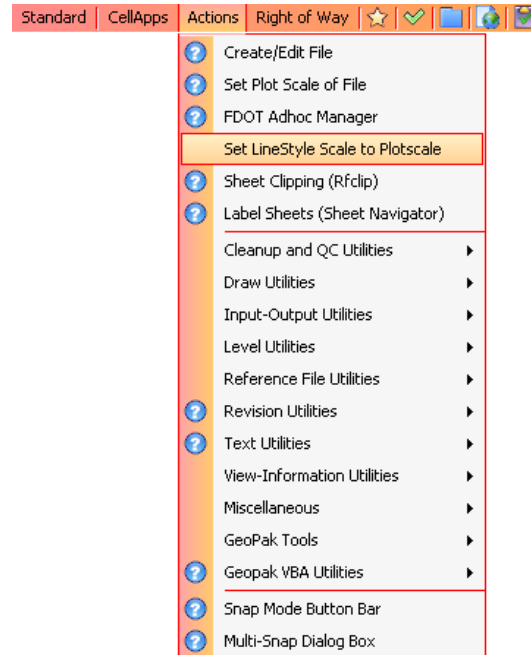 Standard CellApps Actions Right of Way
Create/Edit File
Set Plot Scale of File
FDOT Adhoc Manager
Set LineStyle Scale to Plotscale
Sheet Clipping (Rfclip)
Label Sheets (Sheet Navigator)
Cleanup and QC Utilities
Draw Utilities
Input-Output Utilities
Level Utilities
Reference File Utilities
Revision Utilities
Text Utilities
View-Information Utilities
Miscellaneous
GeoPak Tools
Geopak VBA Utilities
Snap Mode Button Bar
Multi-Snap Dialog Box